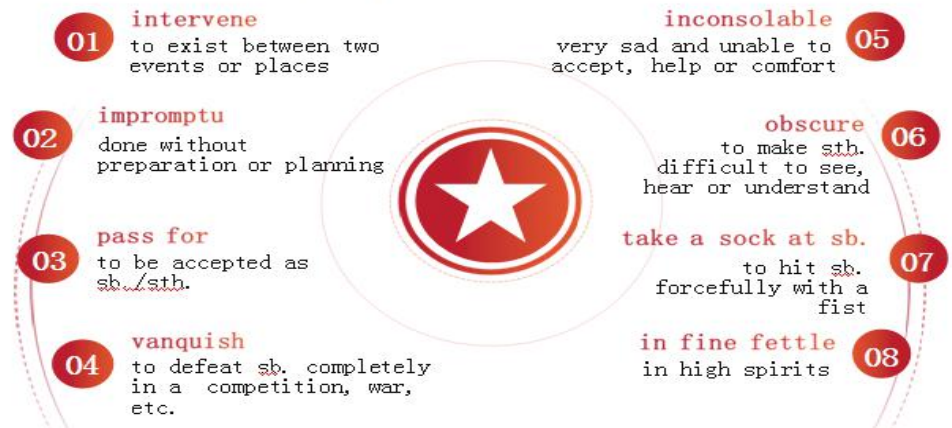 01
intervene
to exist between two
events or places
02
impromptu
done without
preparation or planning
03
pass for
to be accepted as
sb./sth.
04
vanquish
to defeat sb. completely
in a competition, war,
etc.
inconsolable
05
very sad and unable to
accept, help or comfort
obscure
06
to make sth.
difficult to see,
hear or understand
take a sock at sb.
07
to hit sb.
forcefully with a
fist
in fine fettle
08
in high spirits